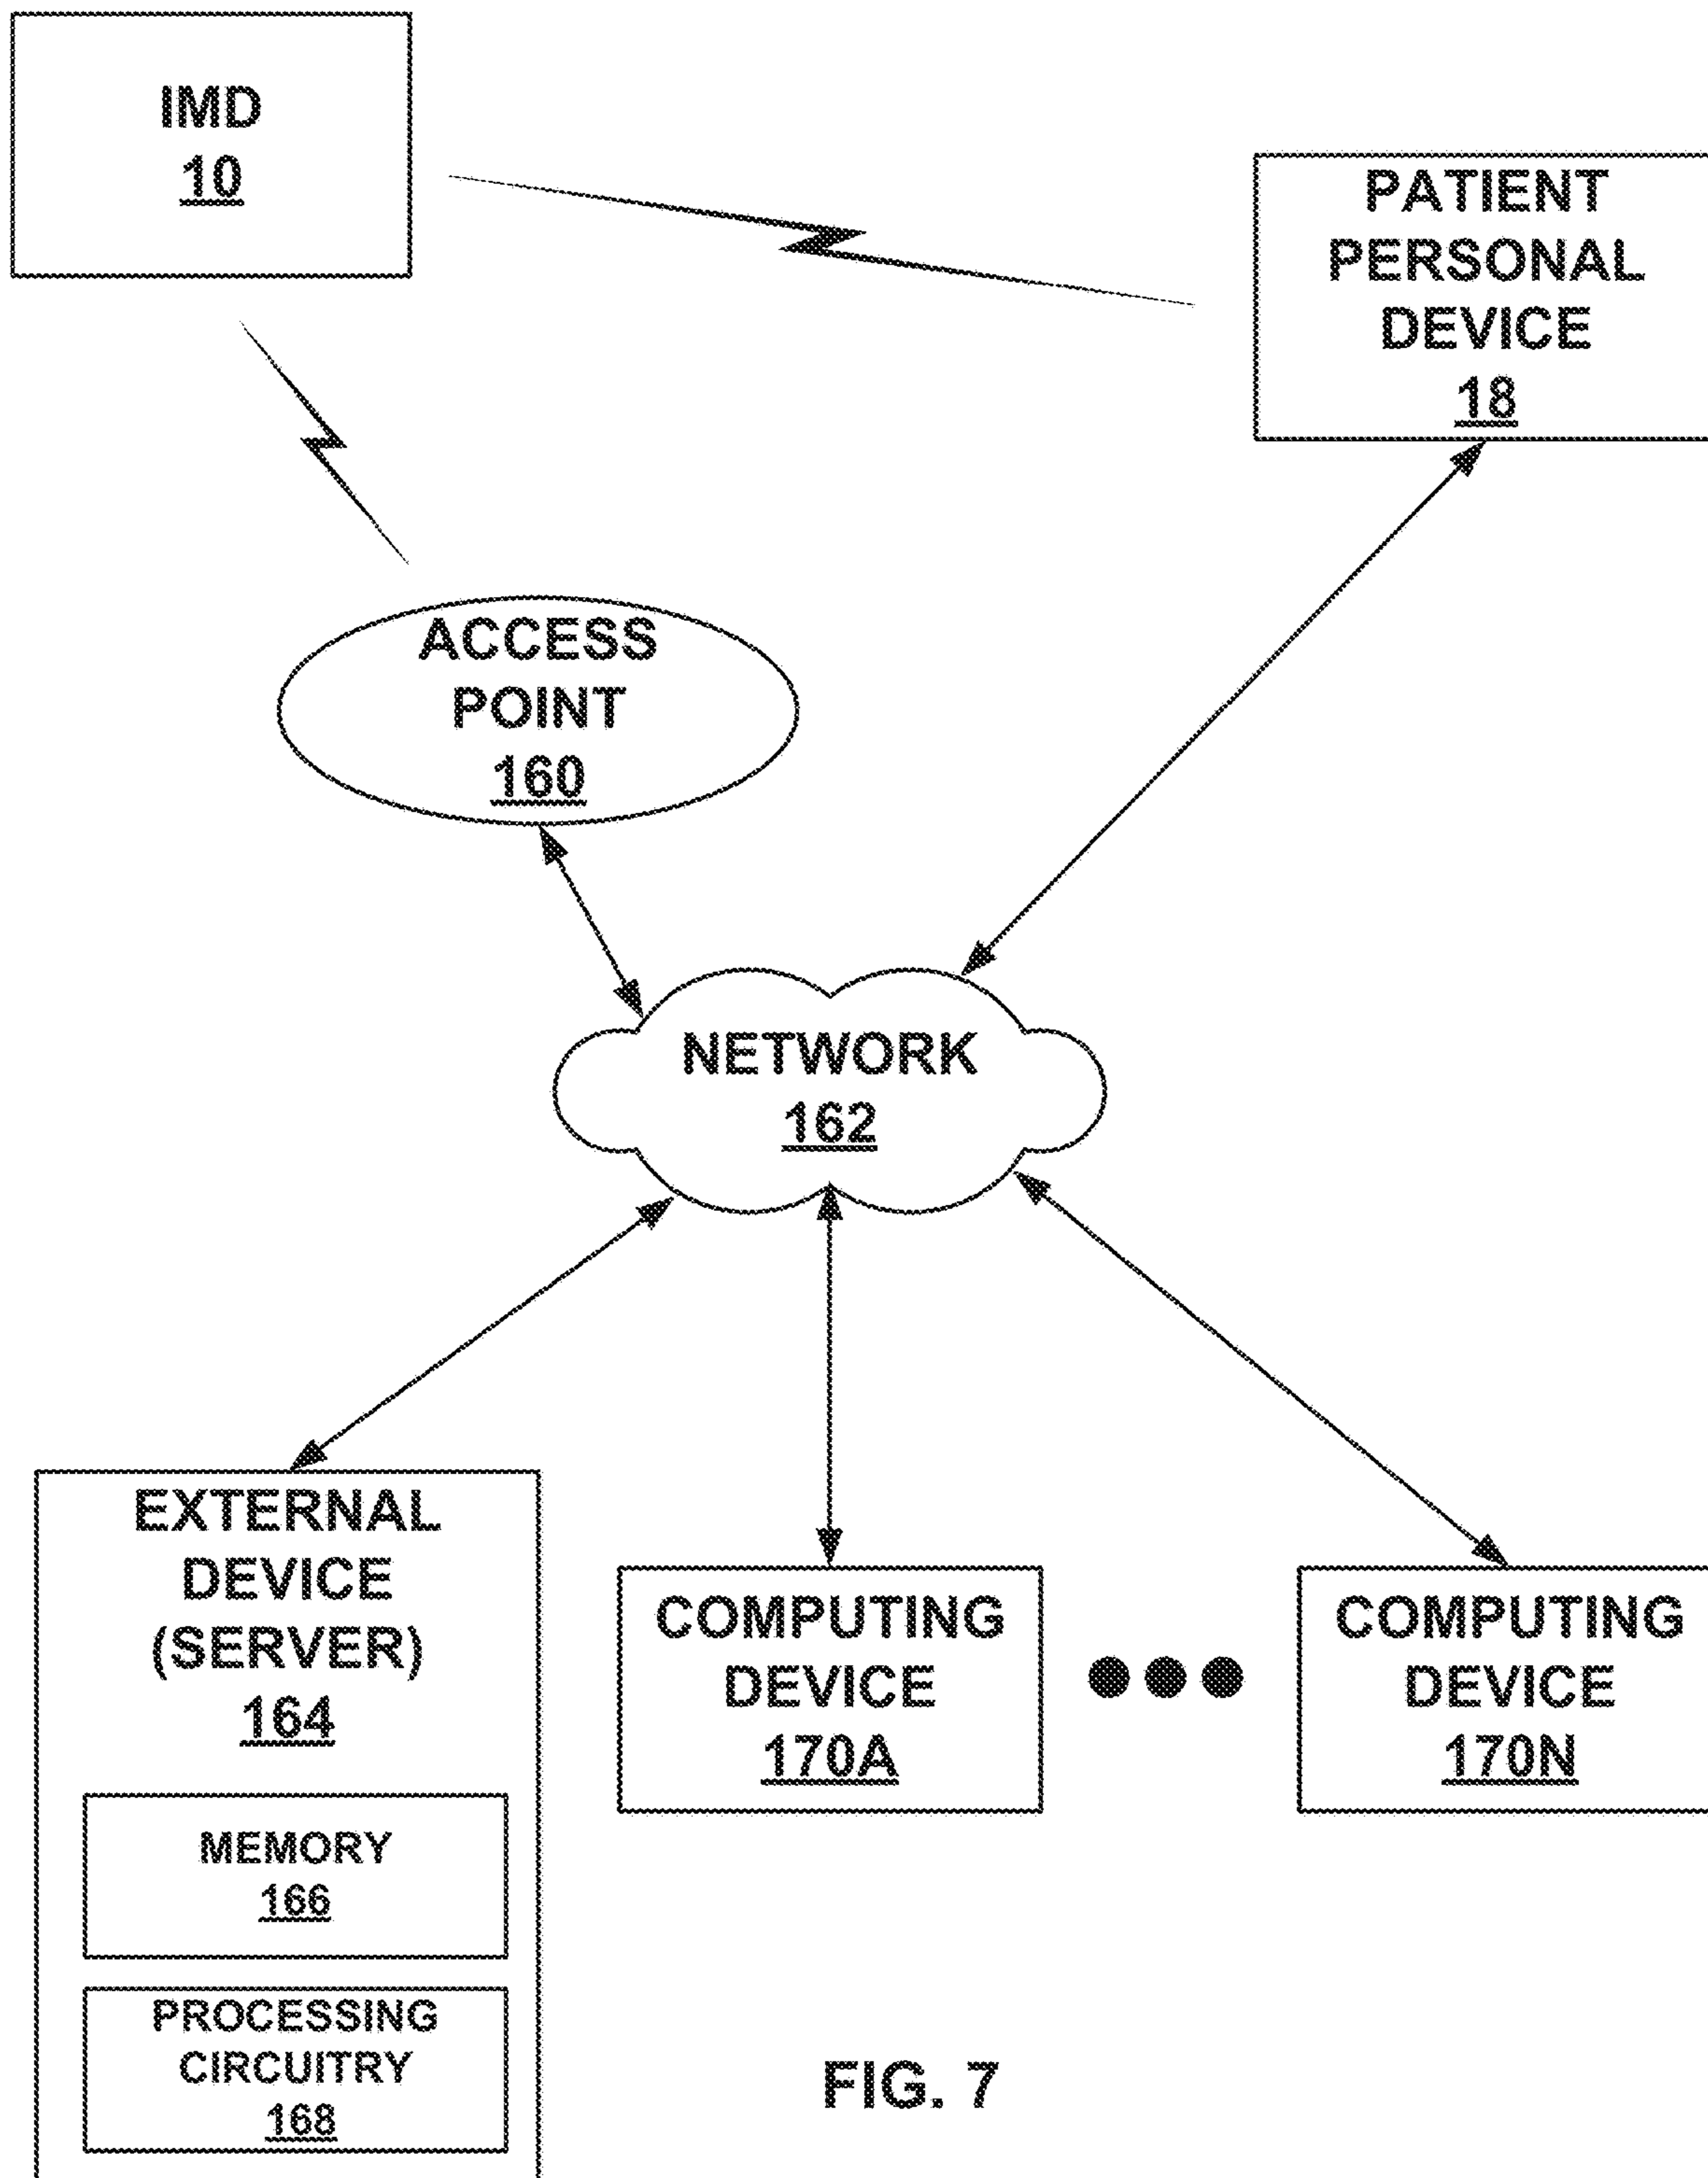 IMD
10
PATIENT
PERSONAL
DEVICE
18
ACCESS
POINT
160
NETWORK
162
EXTERNAL
DEVICE
(SERVER)
164
MEMORY
166
PROCESSING
CIRCUITRY
168
COMPUTING
DEVICE
170A
COMPUTING
DEVICE
170N
FIG. 7